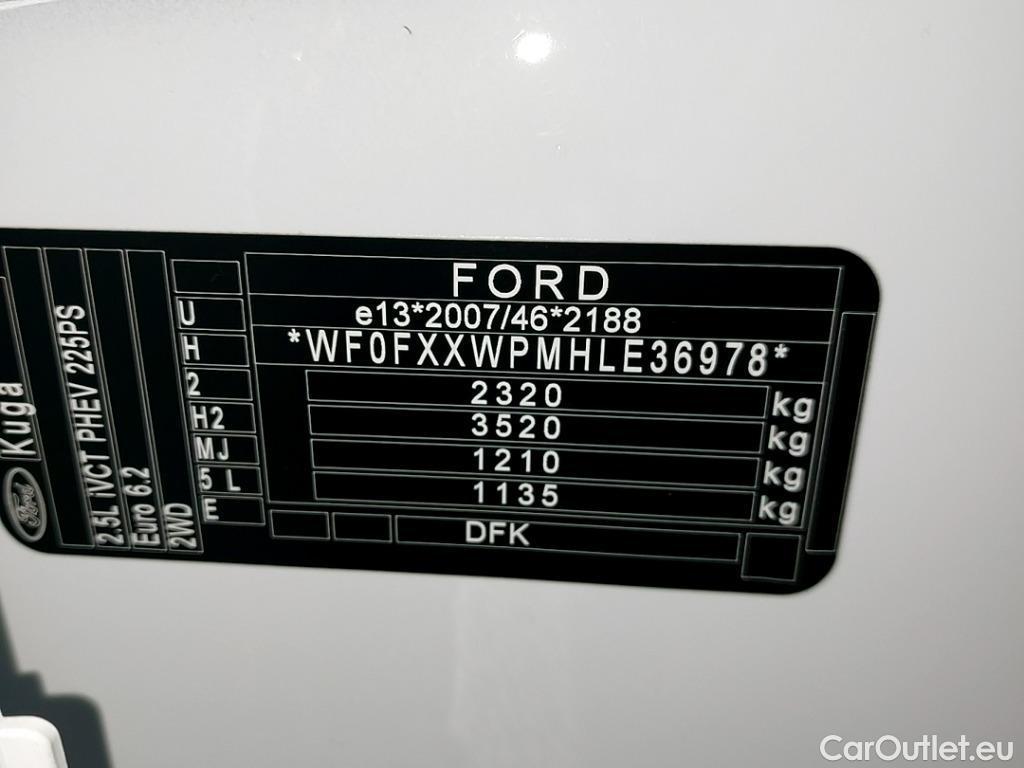 FORD
e13*2007/46*2188
*WF0FXXWPMHLE36978*
2320 kg
3520 kg
1210 kg
1135 kg
DFK
U
H
2
H2
MJ
5 L
E
2WD
Euro 6.2
2.5L iVCT PHEV 225PS
Kuga
Ford
CarOutlet.eu